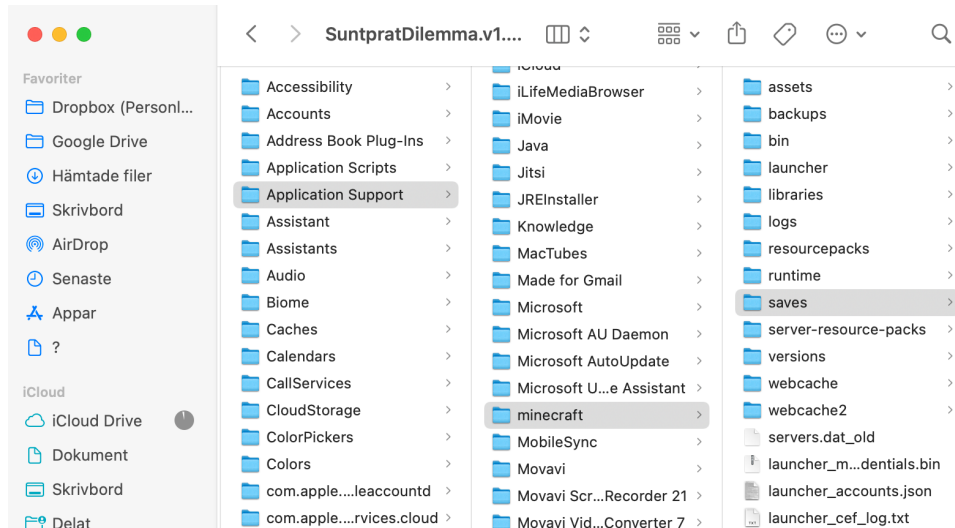 SuntpratDilemma.v1....
Favoriter
Dropbox (Personl...
Google Drive
Hämtade filer
Skrivbord
AirDrop
Senaste
Appar
?
iCloud
iCloud Drive
Dokument
Skrivbord
Delat
Accessibility
Accounts
Address Book Plug-Ins
Application Scripts
Application Support
Assistant
Assistants
Audio
Biome
Caches
Calendars
CallServices
CloudStorage
ColorPickers
Colors
com.apple....leaccountd
com.apple....rvices.cloud
iCloud
iLifeMediaBrowser
iMovie
Java
Jitsi
JREInstaller
Knowledge
MacTubes
Made for Gmail
Microsoft
Microsoft AU Daemon
Microsoft AutoUpdate
Microsoft U...e Assistant
minecraft
MobileSync
Movavi
Movavi Scr...Recorder 21
Movavi Vid...Converter 7
assets
backups
bin
launcher
libraries
logs
resourcepacks
runtime
saves
server-resource-packs
versions
webcache
webcache2
servers.dat_old
launcher_m...dentials.bin
launcher_accounts.json
launcher_cef_log.txt